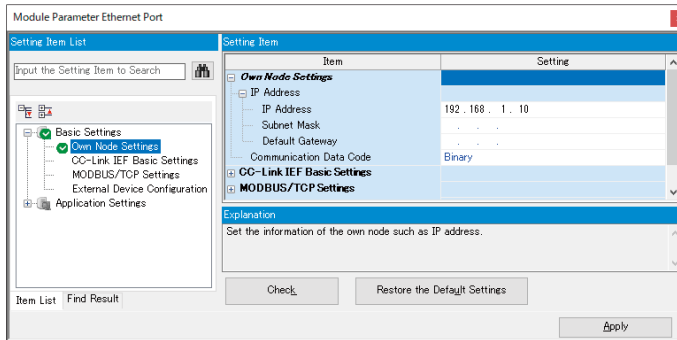 Module Parameter Ethernet Port
Setting Item List
Input the Setting Item to Search
Basic Settings
Own Node Settings
CC-Link IEF Basic Settings
MODBUS/TCP Settings
External Device Configuration
Application Settings
Item List
Find Result
Setting Item
Item Setting
Own Node Settings
IP Address
IP Address 192 . 168 . 1 . 10
Subnet Mask . . .
Default Gateway . . .
Communication Data Code Binary
CC-Link IEF Basic Settings
MODBUS/TCP Settings
Explanation
Set the information of the own node such as IP address.
Check
Restore the Default Settings
Apply